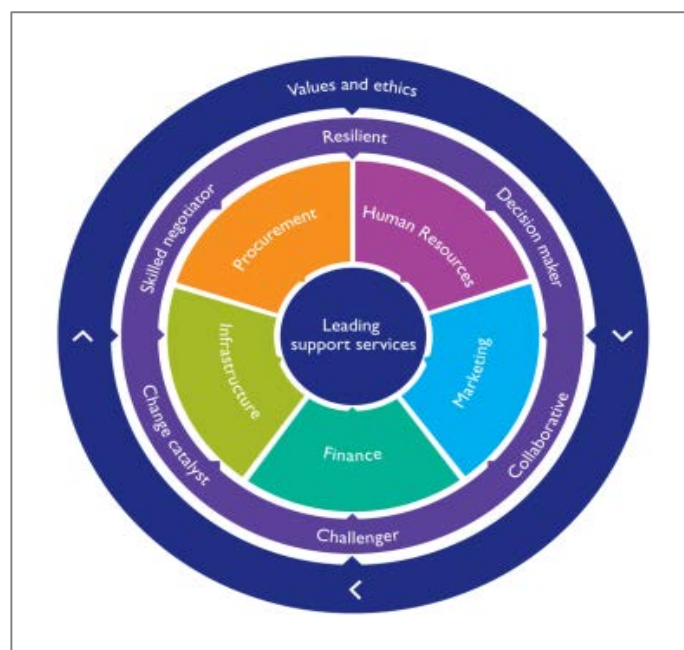 Values and ethics
Resilient
Decision maker
Collaborative
Challenger
Change catalyst
Skilled negotiator
Procurement
Human Resources
Marketing
Finance
Infrastructure
Leading
support services